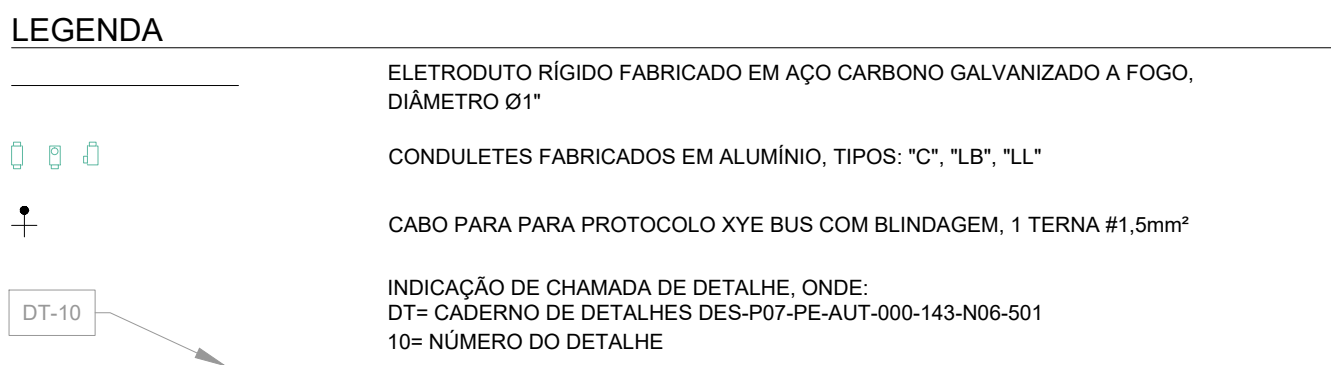 LEGENDA
ELETRODUTO RÍGIDO FABRICADO EM AÇO CARBONO GALVANIZADO A FOGO,
DIÂMETRO Ø1"
CONDULETES FABRICADOS EM ALUMÍNIO, TIPOS: "C", "LB", "LL"
CABO PARA PARA PROTOCOLO XYE BUS COM BLINDAGEM, 1 TERNA #1,5mm²
DT-10
INDICAÇÃO DE CHAMADA DE DETALHE, ONDE:
DT= CADERNO DE DETALHES DES-P07-PE-AUT-000-143-N06-501
10= NÚMERO DO DETALHE